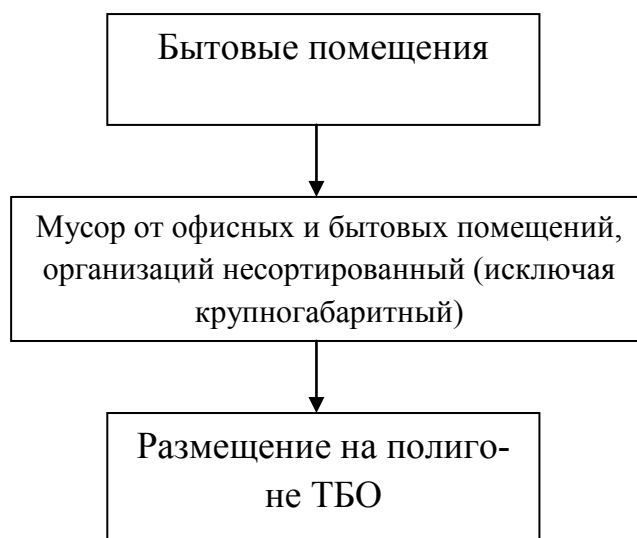 Бытовые помещения
Мусор от офисных и бытовых помещений,
организаций несортированный (исключая
крупногабаритный)
Размещение на полиго-
не ТБО